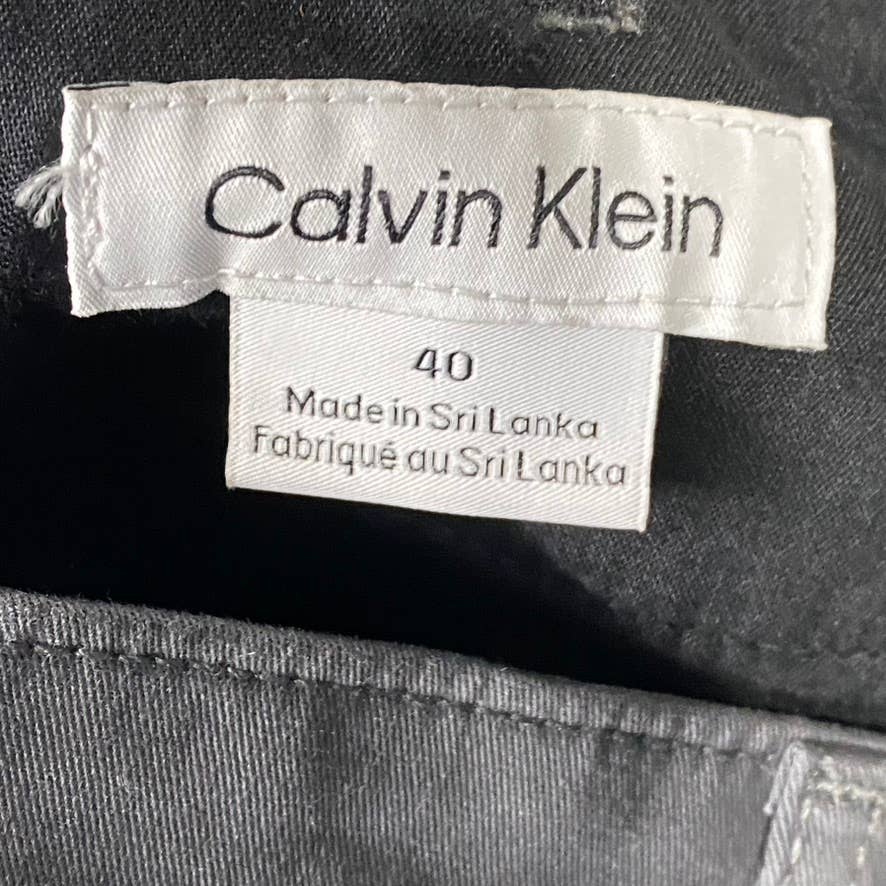 Calvin Klein
40
Made in Sri Lanka
Fabriqué au Sri Lanka